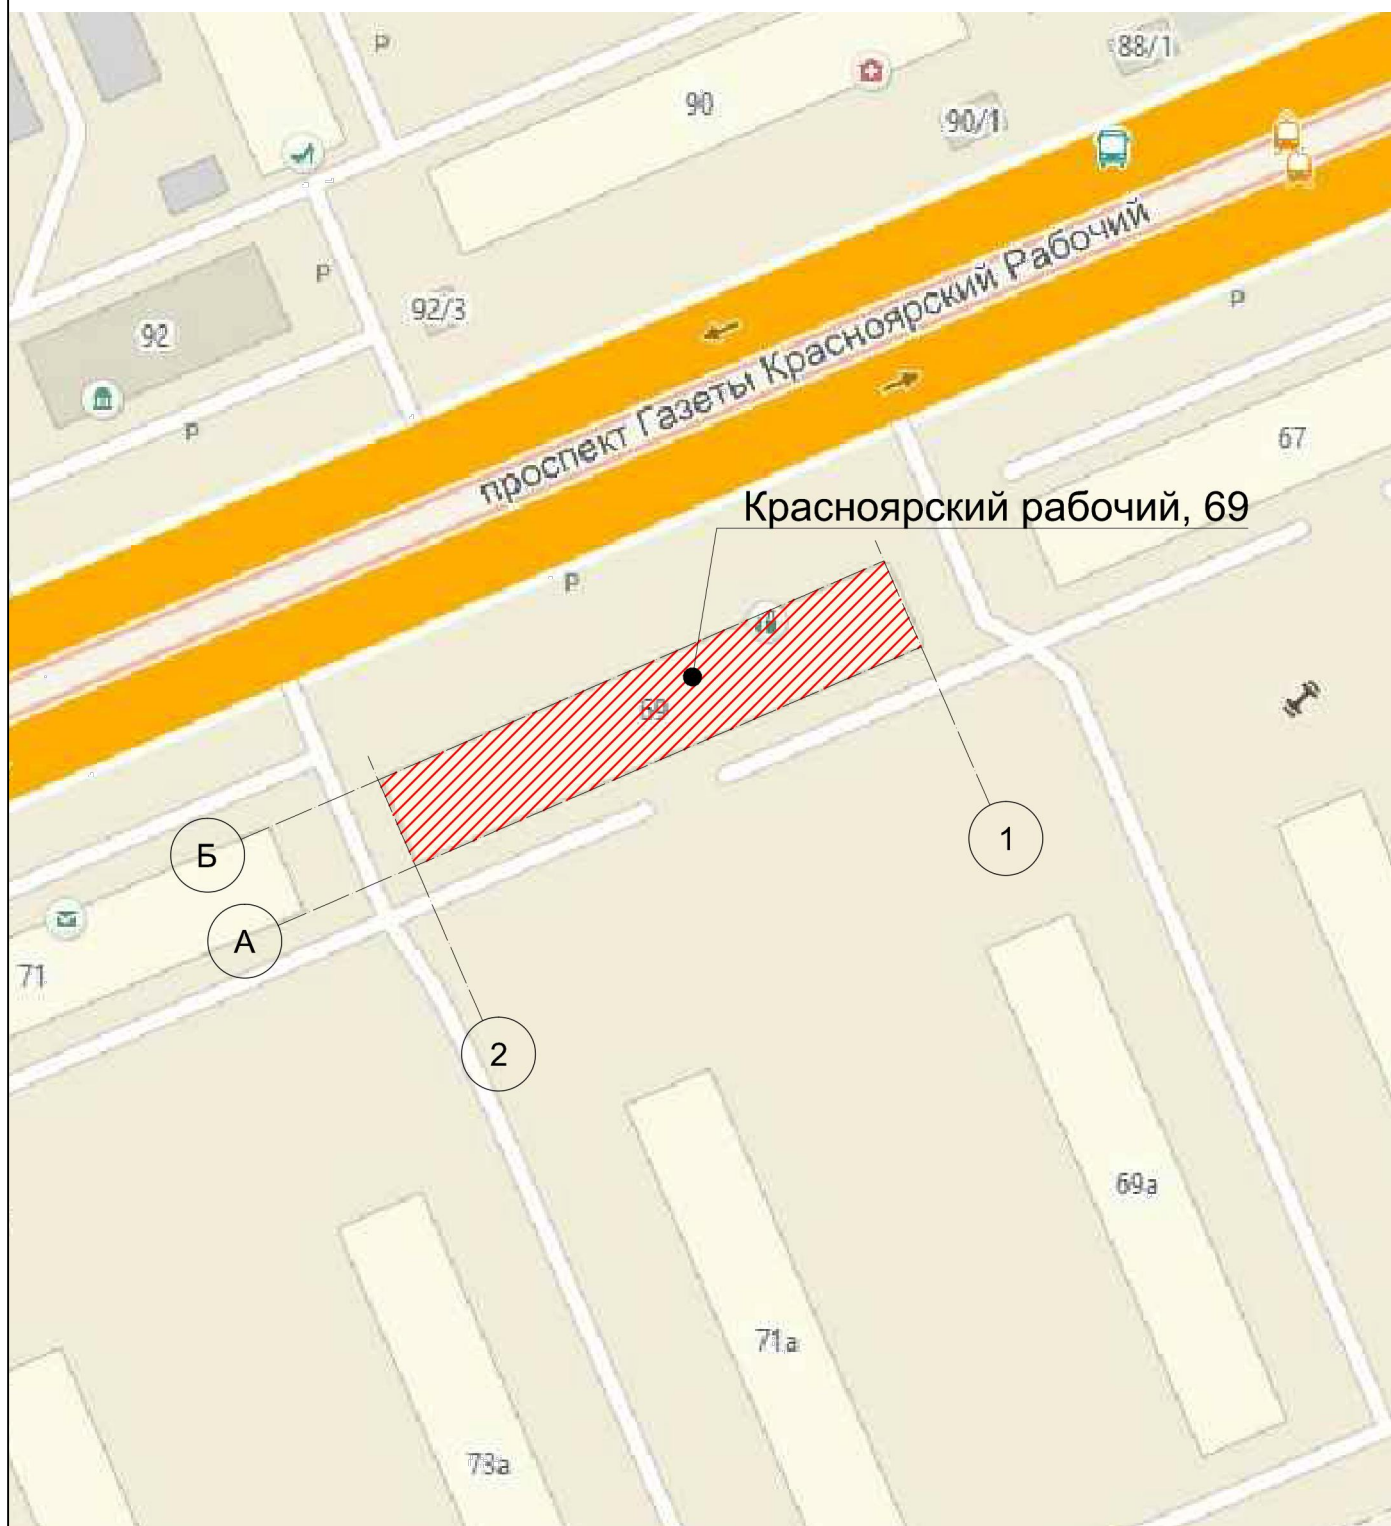 P
88/1
90
90/1
P
92/3
92
проспект Газеты Красноярский Рабочий
P
P
67
Красноярский рабочий, 69
P
69
Б
1
А
71
2
69а
71а
73а